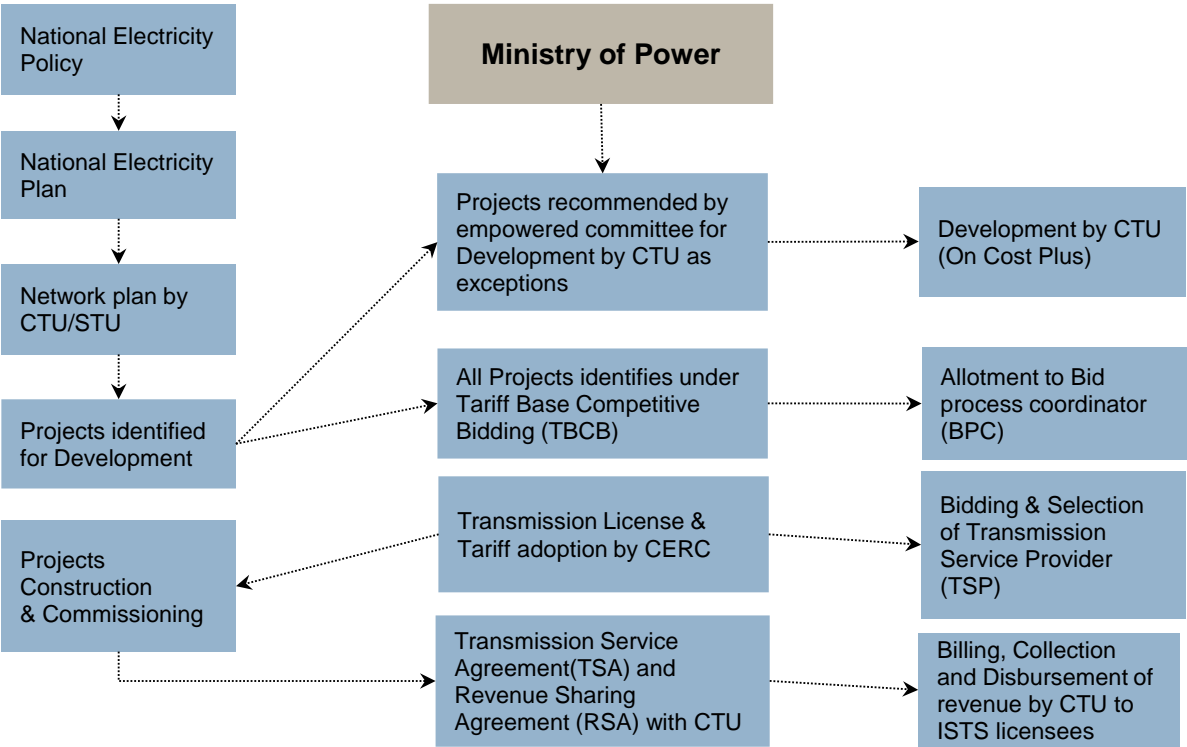 National Electricity
Policy
Ministry of Power
National Electricity
Plan
Projects recommended by
empowered committee for
Development by CTU as
exceptions
Development by CTU
(On Cost Plus)
Network plan by
CTU/STU
All Projects identifies under
Tariff Base Competitive
Bidding (TBCB)
Allotment to Bid
process coordinator
(BPC)
Projects identified
for Development
Transmission License &
Tariff adoption by CERC
Bidding & Selection
of Transmission
Service Provider
(TSP)
Projects
Construction
& Commissioning
Transmission Service
Agreement(TSA) and
Revenue Sharing
Agreement (RSA) with CTU
Billing, Collection
and Disbursement of
revenue by CTU to
ISTS licensees